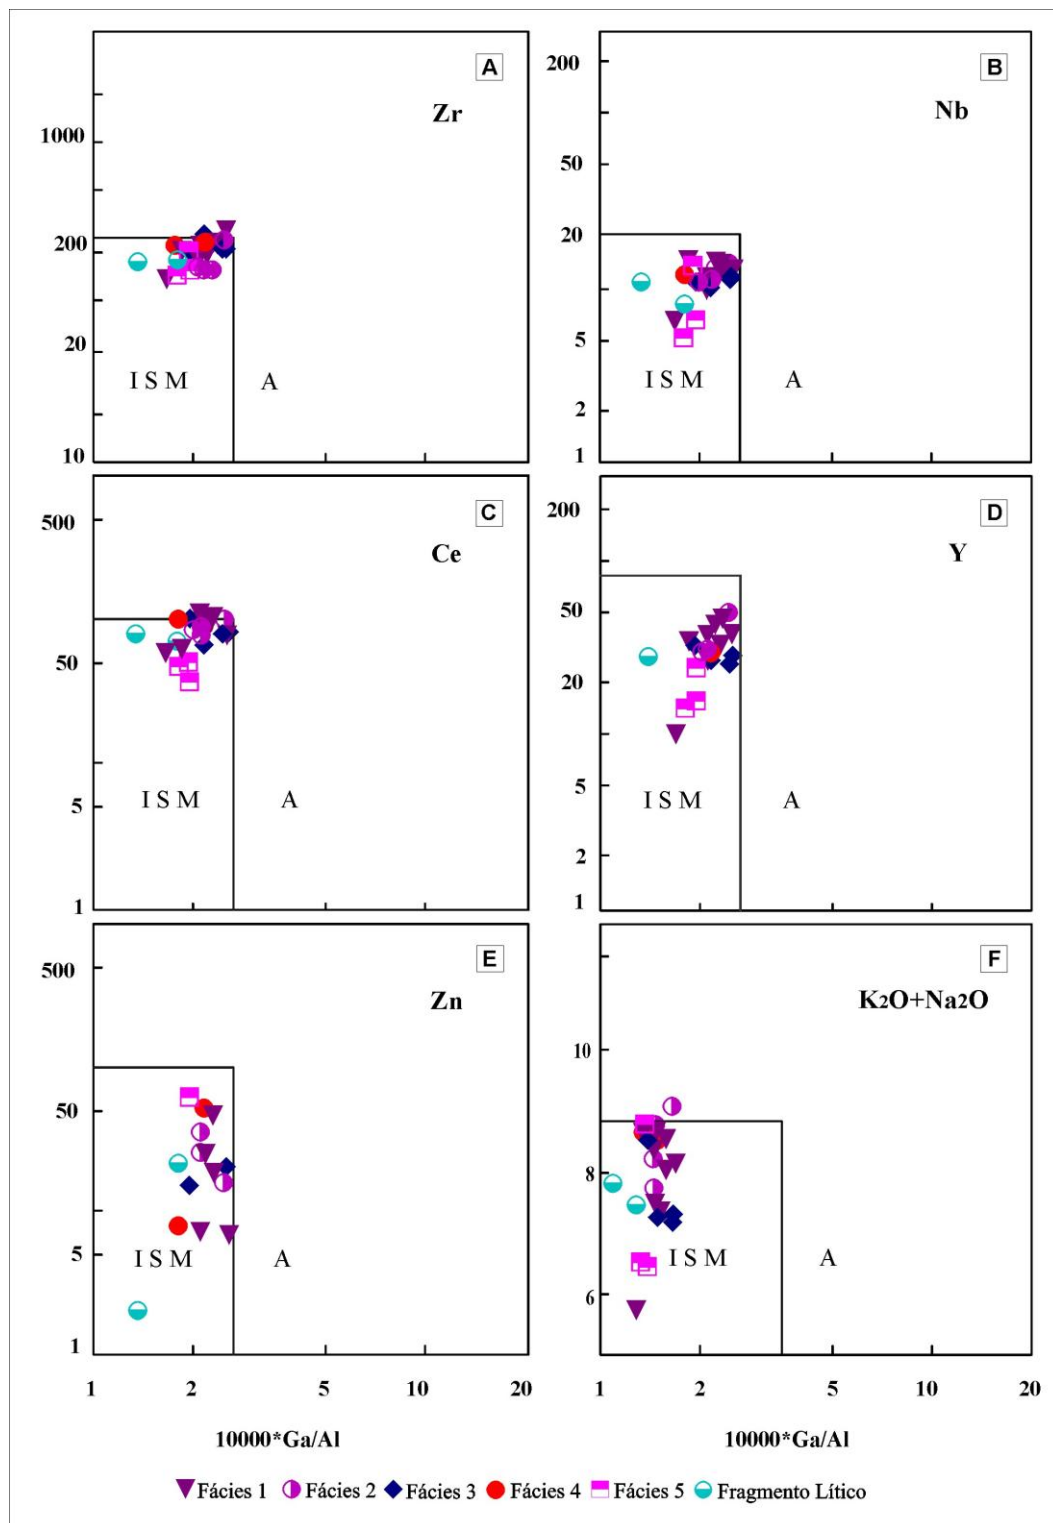 A
Zr
1000
200
20
10
I S M
A
B
Nb
200
50
20
5
2
1
I S M
A
C
Ce
500
50
5
1
I S M
A
D
Y
200
50
20
5
2
1
I S M
A
E
Zn
500
50
5
1
I S M
A
F
K2O+Na2O
10
8
6
I S M
A
1 2 5 10 20
1 2 5 10 20
10000*Ga/Al
10000*Ga/Al
Fácies 1 Fácies 2 Fácies 3 Fácies 4 Fácies 5 Fragmento Lítico